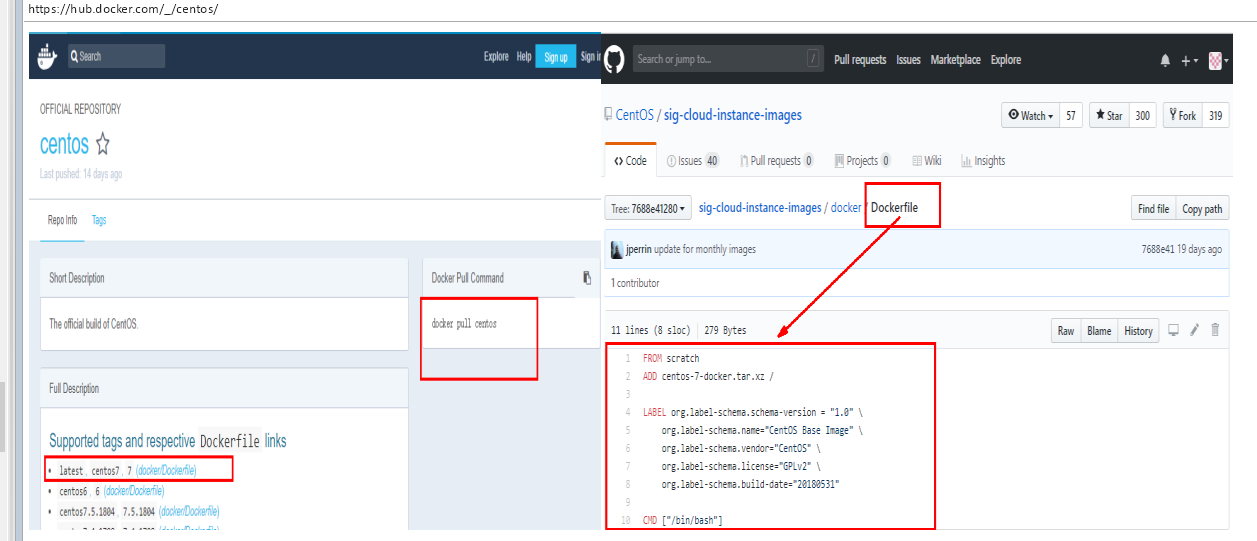 https://hub.docker.com/_/centos/
Search
Explore Help Sign up Sign in
OFFICIAL REPOSITORY
centos
Last pushed: 14 days ago
Repo Info Tags
Short Description
The official build of CentOS.
Docker Pull Command
docker pull centos
Full Description
Supported tags and respective Dockerfile links
• latest, centos7, 7 (docker/Dockerfile)
• centos6, 6 (docker/Dockerfile)
• centos7.5.1804, 7.5.1804 (docker/Dockerfile)
Search or jump to... /
Pull requests Issues Marketplace Explore
CentOS / sig-cloud-instance-images
Watch 57 Star 300 Fork 319
Code Issues 40 Pull requests 0 Projects 0 Wiki Insights
Tree: 7688e41280 sig-cloud-instance-images / docker / Dockerfile
Find file Copy path
jperrin update for monthly images
7688e41 19 days ago
1 contributor
11 lines (8 sloc) 279 Bytes
Raw Blame History
1 FROM scratch
2 ADD centos-7-docker.tar.xz /
3
4 LABEL org.label-schema.schema-version = "1.0" \
5 org.label-schema.name="CentOS Base Image" \
6 org.label-schema.vendor="CentOS" \
7 org.label-schema.license="GPLv2" \
8 org.label-schema.build-date="20180531"
9
10 CMD ["/bin/bash"]